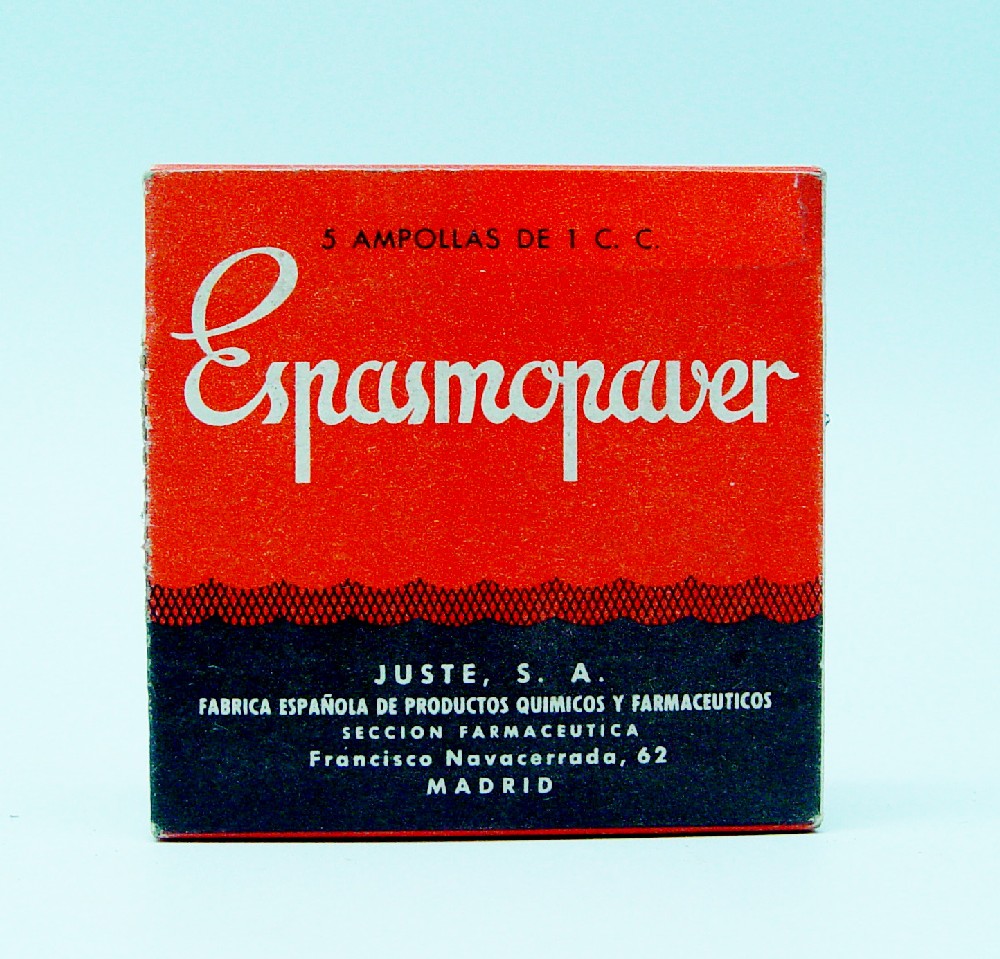 5 AMPOLLAS DE 1 C. C.
Espasmopaver
JUSTE, S. A.
FABRICA ESPAÑOLA DE PRODUCTOS QUIMICOS Y FARMACEUTICOS
SECCION FARMACEUTICA
Francisco Navacerrada, 62
MADRID